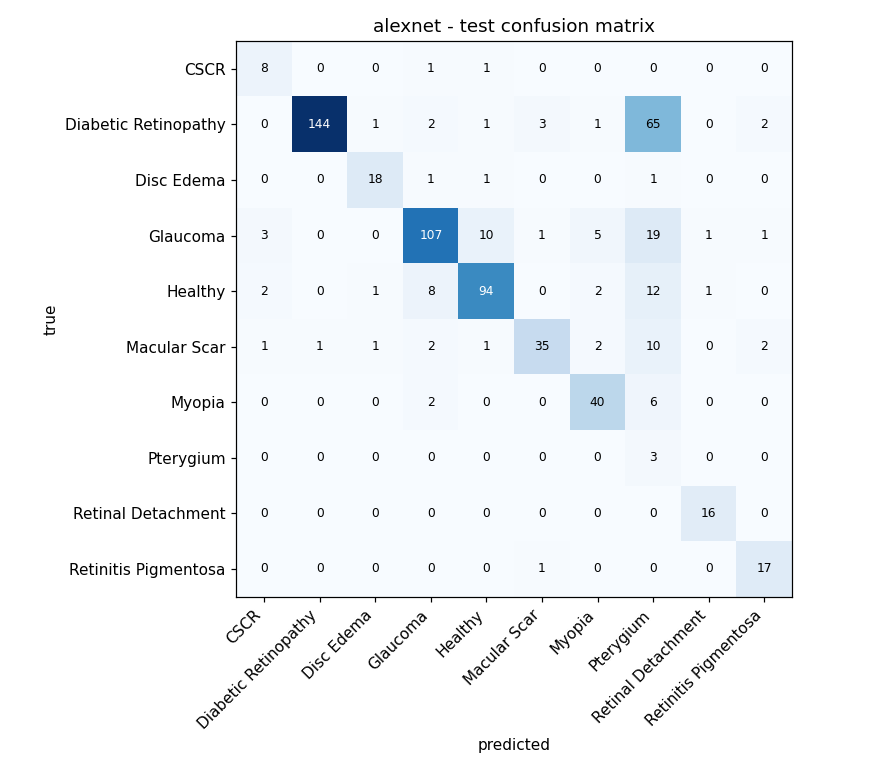 alexnet - test confusion matrix
CSCR 8 0 0 1 1 0 0 0 0 0
Diabetic Retinopathy 0 144 1 2 1 3 1 65 0 2
Disc Edema 0 0 18 1 1 0 0 1 0 0
Glaucoma 3 0 0 107 10 1 5 19 1 1
Healthy 2 0 1 8 94 0 2 12 1 0
Macular Scar 1 1 1 2 1 35 2 10 0 2
Myopia 0 0 0 2 0 0 40 6 0 0
Pterygium 0 0 0 0 0 0 0 3 0 0
Retinal Detachment 0 0 0 0 0 0 0 0 16 0
Retinitis Pigmentosa 0 0 0 0 0 1 0 0 0 17
true
CSCR
Diabetic Retinopathy
Disc Edema
Glaucoma
Healthy
Macular Scar
Myopia
Pterygium
Retinal Detachment
Retinitis Pigmentosa
predicted